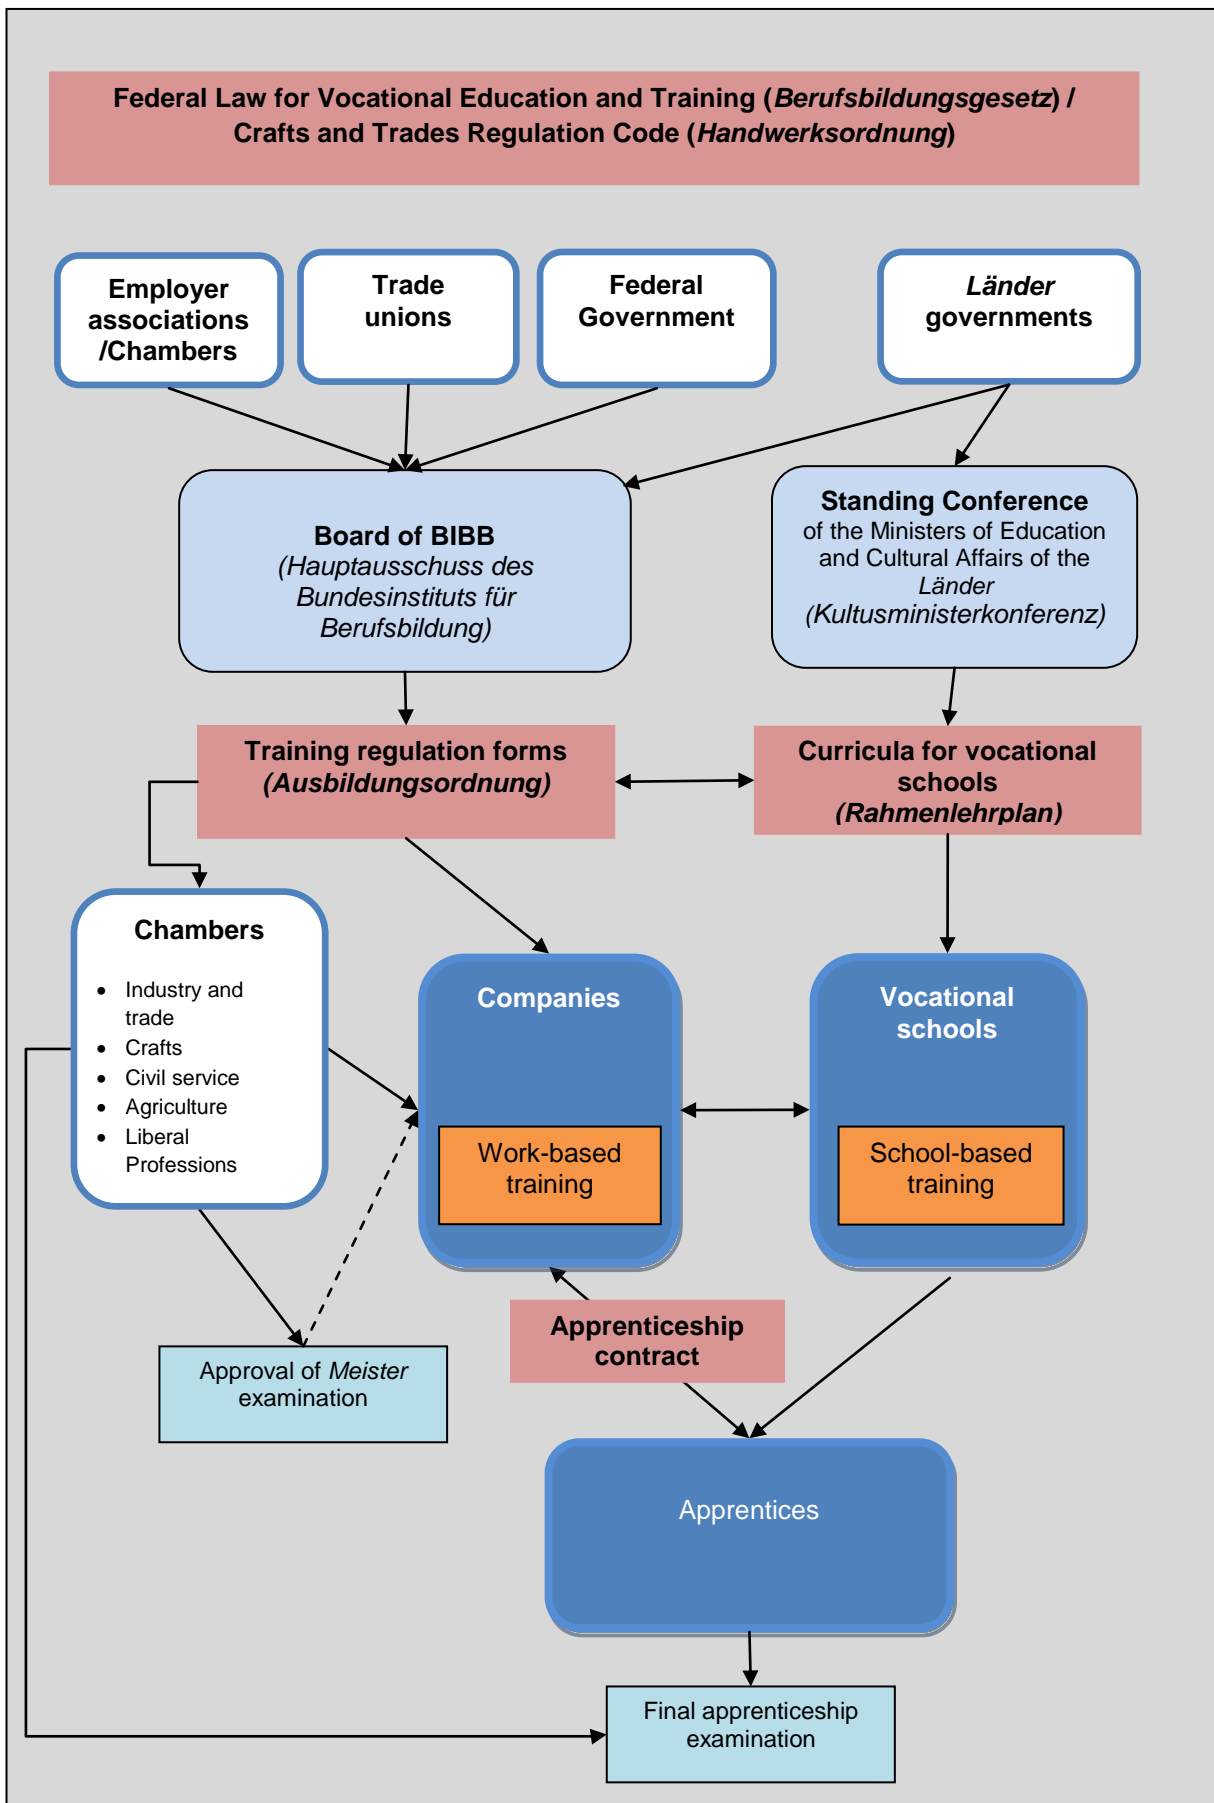 Federal Law for Vocational Education and Training (Berufsbildungsgesetz) /
Crafts and Trades Regulation Code (Handwerksordnung)
Employer
associations
/Chambers
Trade
unions
Federal
Government
Länder
governments
Board of BIBB
(Hauptausschuss des
Bundesinstituts für
Berufsbildung)
Standing Conference
of the Ministers of Education
and Cultural Affairs of the
Länder
(Kultusministerkonferenz)
Training regulation forms
(Ausbildungsordnung)
Curricula for vocational
schools
(Rahmenlehrplan)
Chambers
• Industry and
trade
• Crafts
• Civil service
• Agriculture
• Liberal
Professions
Companies
Work-based
training
Vocational
schools
School-based
training
Apprenticeship
contract
Approval of Meister
examination
Apprentices
Final apprenticeship
examination